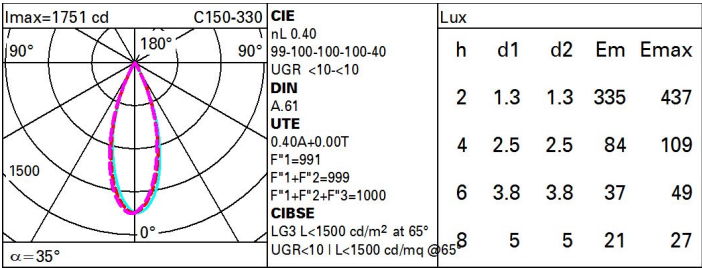 Imax=1751 cd C150-330
90° 180° 90°
1500
0°
α=35°
CIE
nL 0.40
99-100-100-100-40
UGR <10-<10
DIN
A.61
UTE
0.40A+0.00T
F"1=991
F"1+F"2=999
F"1+F"2+F"3=1000
CIBSE
LG3 L<1500 cd/m² at 65°
UGR<10 | L<1500 cd/mq @65°
Lux
h d1 d2 Em Emax
2 1.3 1.3 335 437
4 2.5 2.5 84 109
6 3.8 3.8 37 49
8 5 5 21 27